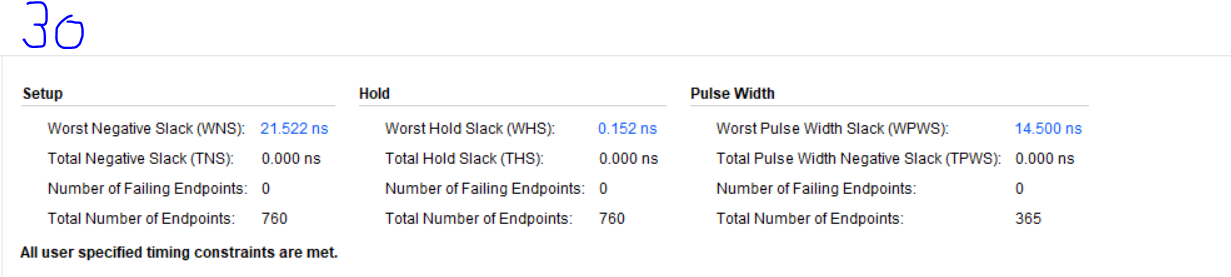 30
Setup Hold Pulse Width
Worst Negative Slack (WNS): 21.522 ns Worst Hold Slack (WHS): 0.152 ns Worst Pulse Width Slack (WPWS): 14.500 ns
Total Negative Slack (TNS): 0.000 ns Total Hold Slack (THS): 0.000 ns Total Pulse Width Negative Slack (TPWS): 0.000 ns
Number of Failing Endpoints: 0 Number of Failing Endpoints: 0 Number of Failing Endpoints: 0
Total Number of Endpoints: 760 Total Number of Endpoints: 760 Total Number of Endpoints: 365
All user specified timing constraints are met.